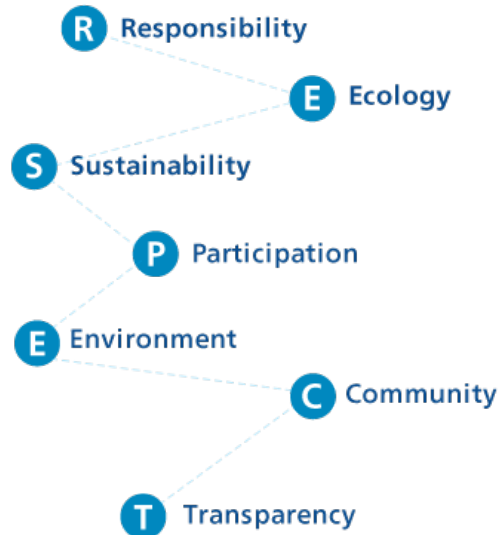 R Responsibility
E Ecology
S Sustainability
P Participation
E Environment
C Community
T Transparency